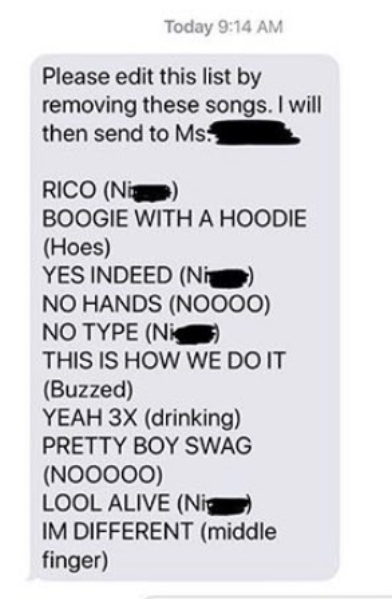 Today 9:14 AM
Please edit this list by
removing these songs. I will
then send to Ms.
RICO (Ni )
BOOGIE WITH A HOODIE
(Hoes)
YES INDEED (Ni )
NO HANDS (NOOOO)
NO TYPE (Ni )
THIS IS HOW WE DO IT
(Buzzed)
YEAH 3X (drinking)
PRETTY BOY SWAG
(NOOOOO)
LOOL ALIVE (Ni )
IM DIFFERENT (middle
finger)